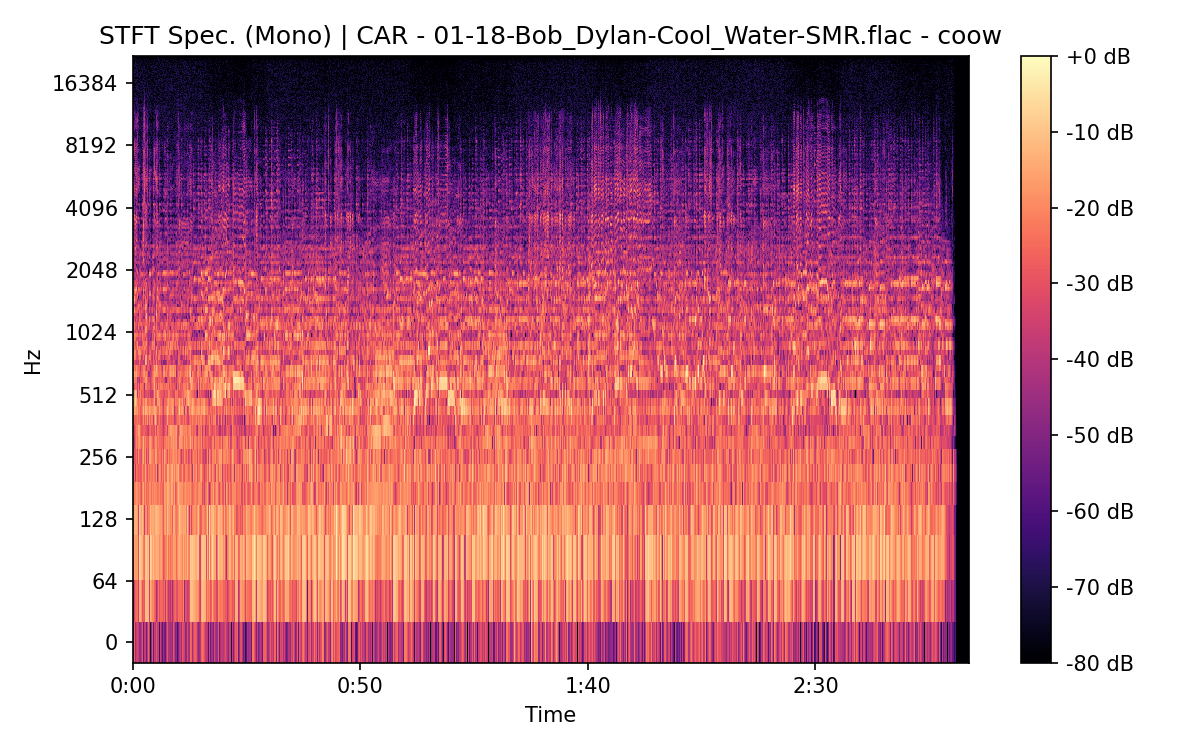 STFT Spec. (Mono) | CAR - 01-18-Bob_Dylan-Cool_Water-SMR.flac - coow
Hz
16384
8192
4096
2048
1024
512
256
128
64
0
0:00
0:50
1:40
2:30
Time
+0 dB
-10 dB
-20 dB
-30 dB
-40 dB
-50 dB
-60 dB
-70 dB
-80 dB